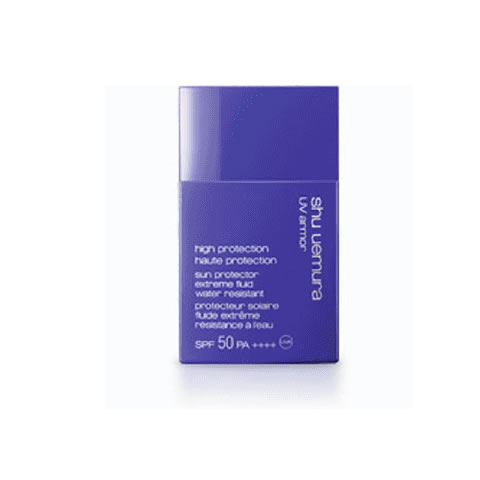 shu uemura
UV armor
high protection
haute protection
sun protector
extreme fluid
water resistant
protecteur solaire
fluide extrême
résistance à l'eau
SPF 50 PA ++++ UVA